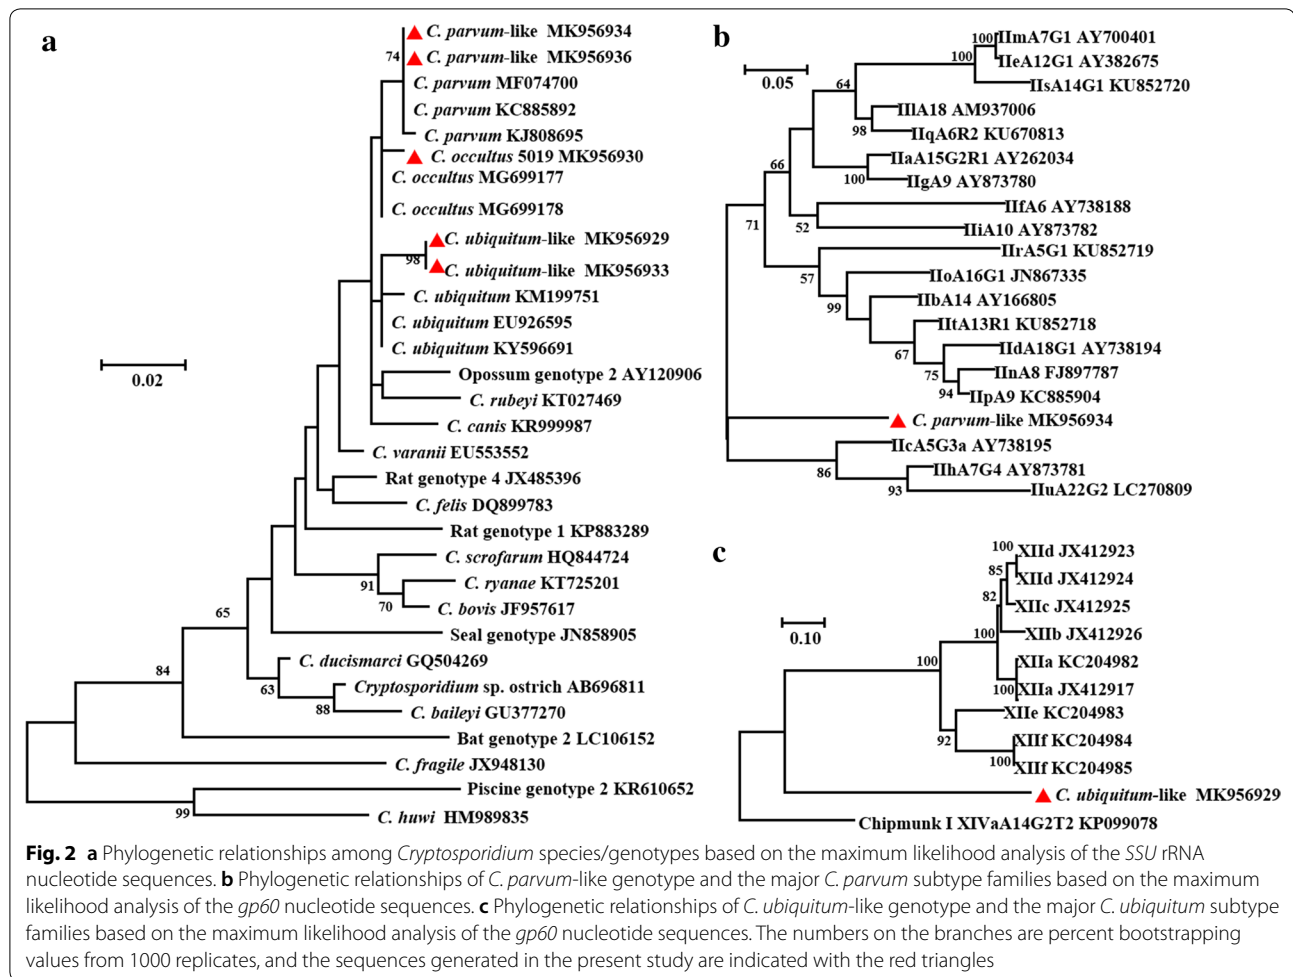 a
C. parvum-like MK956934
74
C. parvum-like MK956936
C. parvum MF074700
C. parvum KC885892
C. parvum KJ808695
C. occultus 5019 MK956930
C. occultus MG699177
C. occultus MG699178
C. ubiquitum-like MK956929
98
C. ubiquitum-like MK956933
C. ubiquitum KM199751
C. ubiquitum EU926595
C. ubiquitum KY596691
0.02
Opossum genotype 2 AY120906
C. rubeyi KT027469
C. canis KR999987
C. varanii EU553552
Rat genotype 4 JX485396
C. felis DQ899783
Rat genotype 1 KP883289
C. scrofarum HQ844724
91
C. ryanae KT725201
70
C. bovis JF957617
65
Seal genotype JN858905
C. ducismarci GQ504269
84
63
Cryptosporidium sp. ostrich AB696811
88
C. baileyi GU377270
Bat genotype 2 LC106152
C. fragile JX948130
Piscine genotype 2 KR610652
99
C. huwi HM989835
b
0.05
100
IImA7G1 AY700401
100
IIeA12G1 AY382675
IIsA14G1 KU852720
64
IIlA18 AM937006
98
IIqA6R2 KU670813
IIaA15G2R1 AY262034
66
100
IIgA9 AY873780
IIfA6 AY738188
71
52
IIiA10 AY873782
IIrA5G1 KU852719
57
IIoA16G1 JN867335
99
IIbA14 AY166805
IItA13R1 KU852718
67
IIdA18G1 AY738194
75
IInA8 FJ897787
94
IIpA9 KC885904
C. parvum-like MK956934
IIcA5G3a AY738195
86
IIhA7G4 AY873781
93
IIuA22G2 LC270809
c
0.10
100
XIId JX412923
85
XIId JX412924
82
XIIc JX412925
100
XIIb JX412926
100
XIIa KC204982
100
XIIa JX412917
XIIe KC204983
92
XIIf KC204984
100
XIIf KC204985
C. ubiquitum-like MK956929
Chipmunk I XIVaA14G2T2 KP099078
Fig. 2 a Phylogenetic relationships among Cryptosporidium species/genotypes based on the maximum likelihood analysis of the SSU rRNA
nucleotide sequences. b Phylogenetic relationships of C. parvum-like genotype and the major C. parvum subtype families based on the maximum
likelihood analysis of the gp60 nucleotide sequences. c Phylogenetic relationships of C. ubiquitum-like genotype and the major C. ubiquitum subtype
families based on the maximum likelihood analysis of the gp60 nucleotide sequences. The numbers on the branches are percent bootstrapping
values from 1000 replicates, and the sequences generated in the present study are indicated with the red triangles